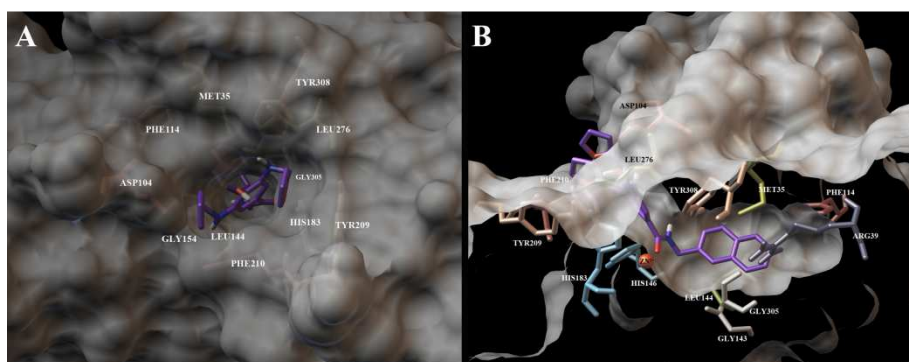 A
TYR308
MET35
PHE114
LEU276
GLY305
ASP104
HIS183
TYR209
GLY154
LEU144
PHE210
B
ASP104
LEU276
PHE210
TYR308
MET35
PHE114
TYR209
ARG39
HIS183
HIS146
LEU144
GLY305
GLY143